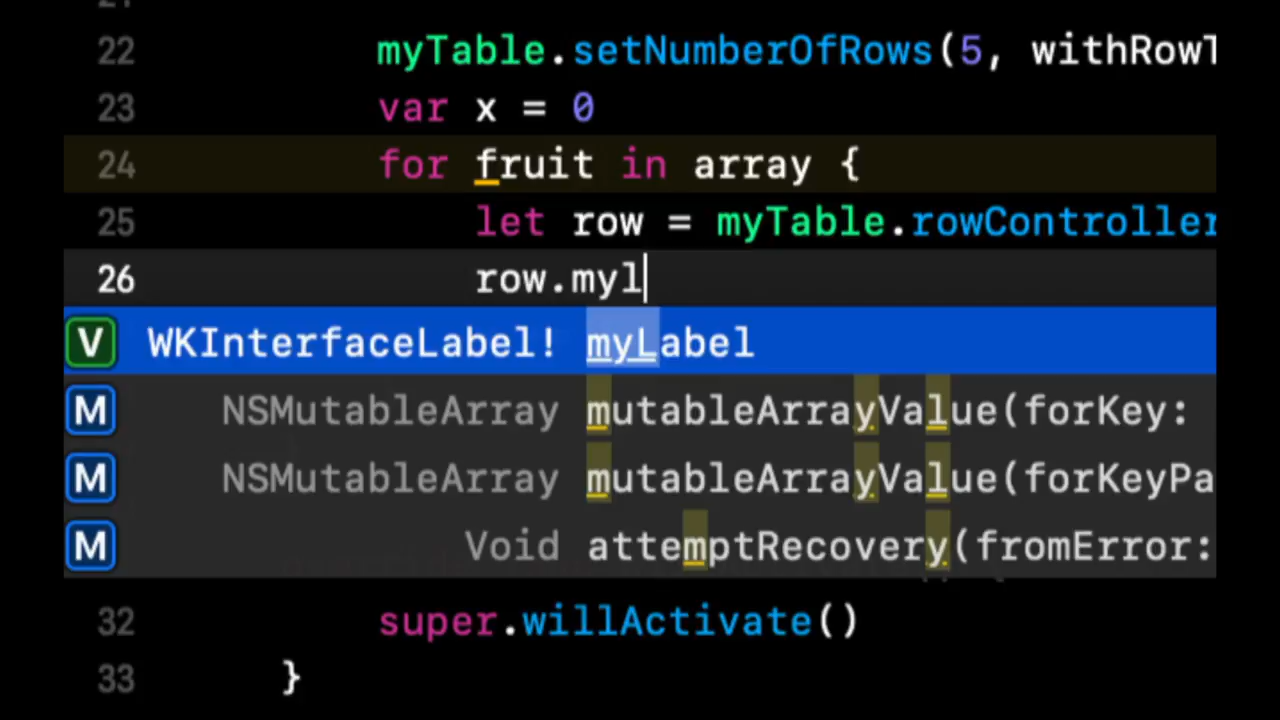 22 myTable.setNumberOfRows(5, withRowT
23 var x = 0
24 for fruit in array {
25 let row = myTable.rowController
26 row.myl
V WKInterfaceLabel! myLabel
M NSMutableArray mutableArrayValue(forKey:
M NSMutableArray mutableArrayValue(forKeyPa
M Void attemptRecovery(fromError:
32 super.willActivate()
33 }